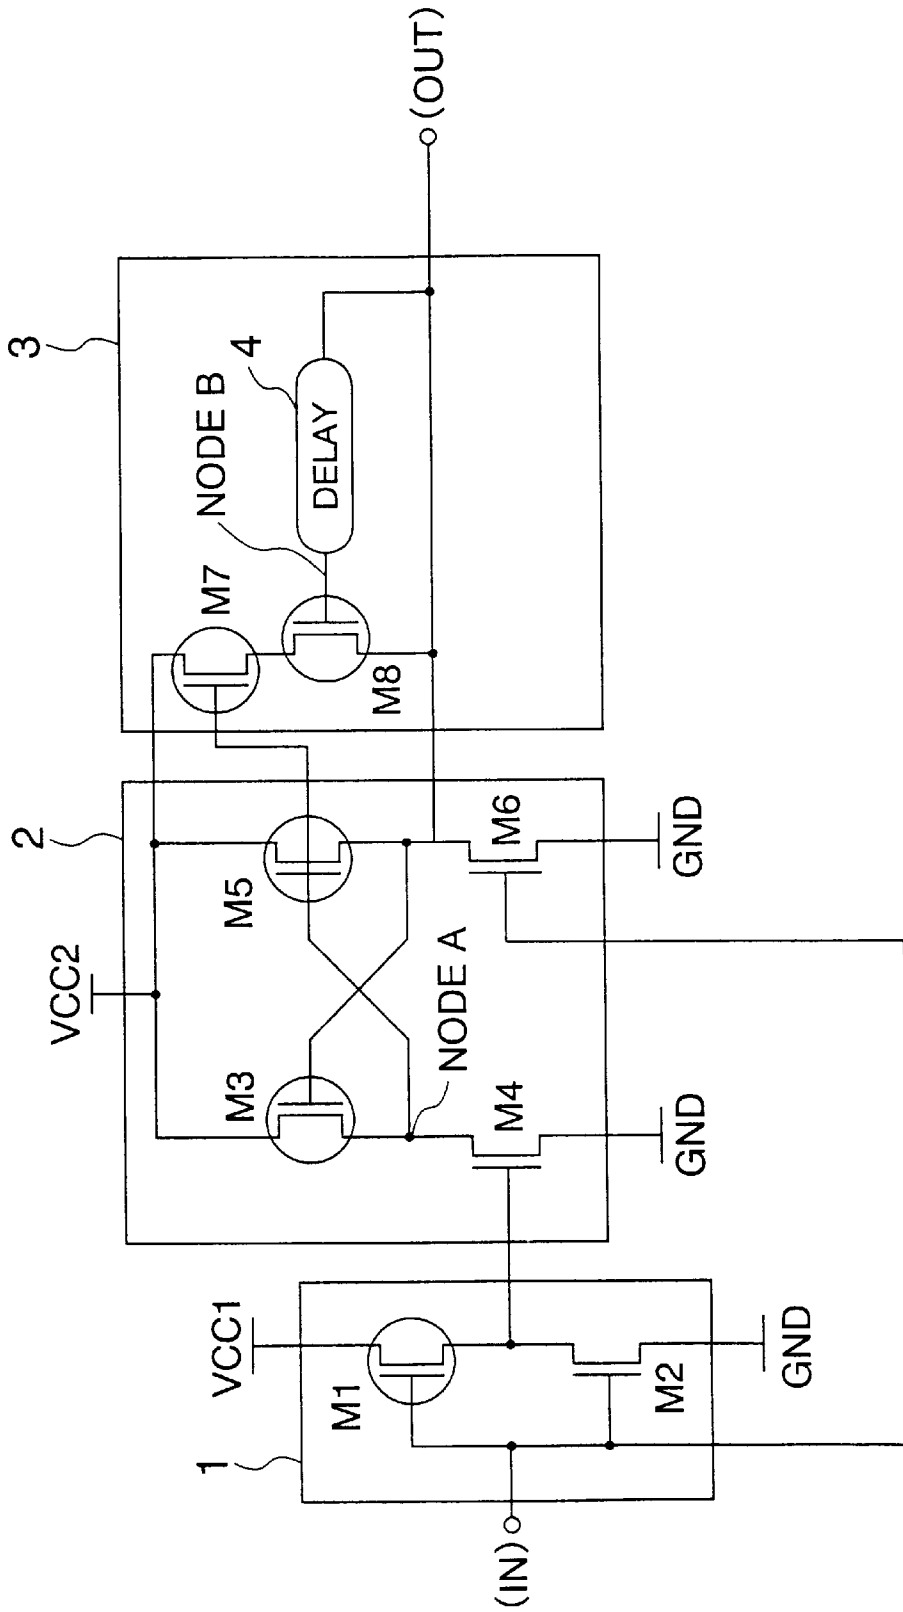 3
(OUT)
NODE B
4
DELAY
M7
M8
2
VCC2
M5
M6
GND
M3
NODE A
M4
GND
1
VCC1
M1
M2
GND
(IN)